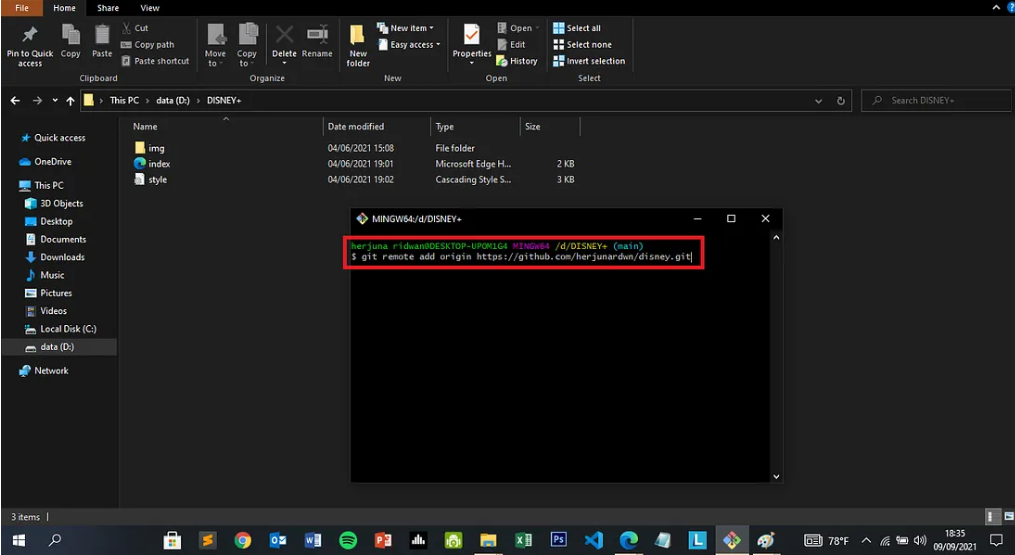 File Home Share View
Pin to Quick access
Copy
Paste
Cut
Copy path
Paste shortcut
Clipboard
Move to
Copy to
Delete
Rename
Organize
New folder
New item
Easy access
New
Properties
Open
Edit
History
Open
Select all
Select none
Invert selection
Select
This PC › data (D:) › DISNEY+
Search DISNEY+
Name Date modified Type Size
img 04/06/2021 15:08 File folder
index 04/06/2021 19:01 Microsoft Edge H... 2 KB
style 04/06/2021 19:02 Cascading Style S... 3 KB
Quick access
OneDrive
This PC
3D Objects
Desktop
Documents
Downloads
Music
Pictures
Videos
Local Disk (C:)
data (D:)
Network
MINGW64:/d/DISNEY+
herjuna ridwan@DESKTOP-UPOM1G4 MINGW64 /d/DISNEY+ (main)
$ git remote add origin https://github.com/herjunardwn/disney.git
3 items
78°F
18:35
09/09/2021